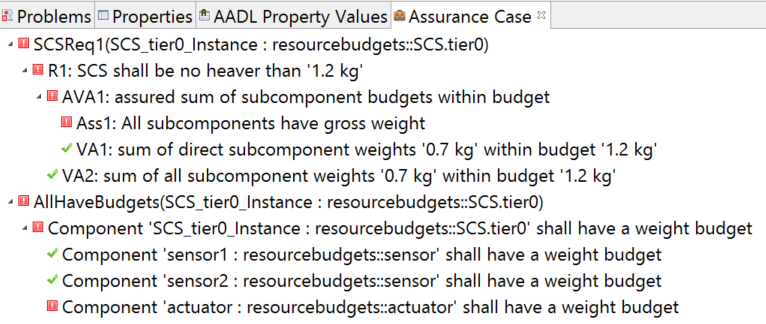 Problems Properties AADL Property Values Assurance Case
SCSReq1(SCS_tier0_Instance : resourcebudgets::SCS.tier0)
R1: SCS shall be no heaver than '1.2 kg'
AVA1: assured sum of subcomponent budgets within budget
Ass1: All subcomponents have gross weight
VA1: sum of direct subcomponent weights '0.7 kg' within budget '1.2 kg'
VA2: sum of all subcomponent weights '0.7 kg' within budget '1.2 kg'
AllHaveBudgets(SCS_tier0_Instance : resourcebudgets::SCS.tier0)
Component 'SCS_tier0_Instance : resourcebudgets::SCS.tier0' shall have a weight budget
Component 'sensor1 : resourcebudgets::sensor' shall have a weight budget
Component 'sensor2 : resourcebudgets::sensor' shall have a weight budget
Component 'actuator : resourcebudgets::actuator' shall have a weight budget